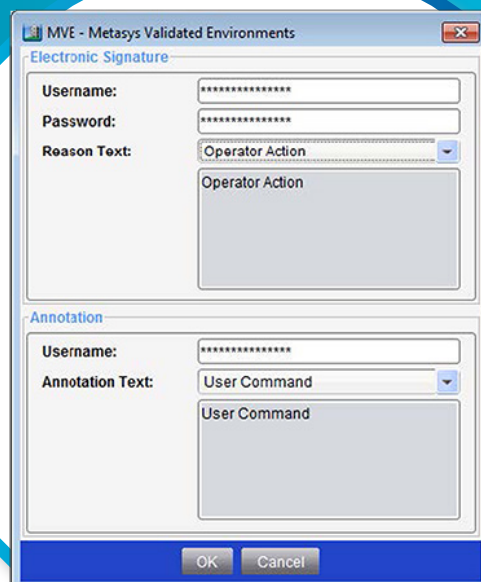 MVE - Metasys Validated Environments
Electronic Signature
Username: ***************
Password: ***************
Reason Text: Operator Action
Operator Action
Annotation
Username: ***************
Annotation Text: User Command
User Command
OK Cancel